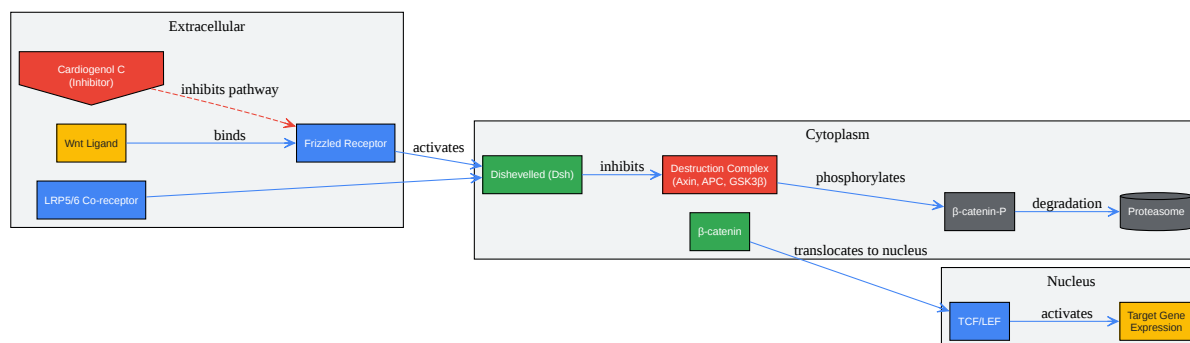 Extracellular
Cardiogenol C
(Inhibitor)
inhibits pathway
Wnt Ligand
binds
Frizzled Receptor
LRP5/6 Co-receptor
activates
Cytoplasm
Dishevelled (Dsh)
inhibits
Destruction Complex
(Axin, APC, GSK3β)
phosphorylates
β-catenin-P
degradation
Proteasome
β-catenin
translocates to nucleus
Nucleus
TCF/LEF
activates
Target Gene
Expression